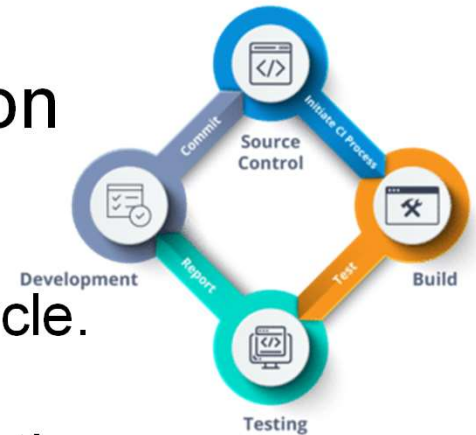 on
Commit
Initiate CI Process
</>
Source
Control
Development
Build
cle.
Report
Test
</>
Testing